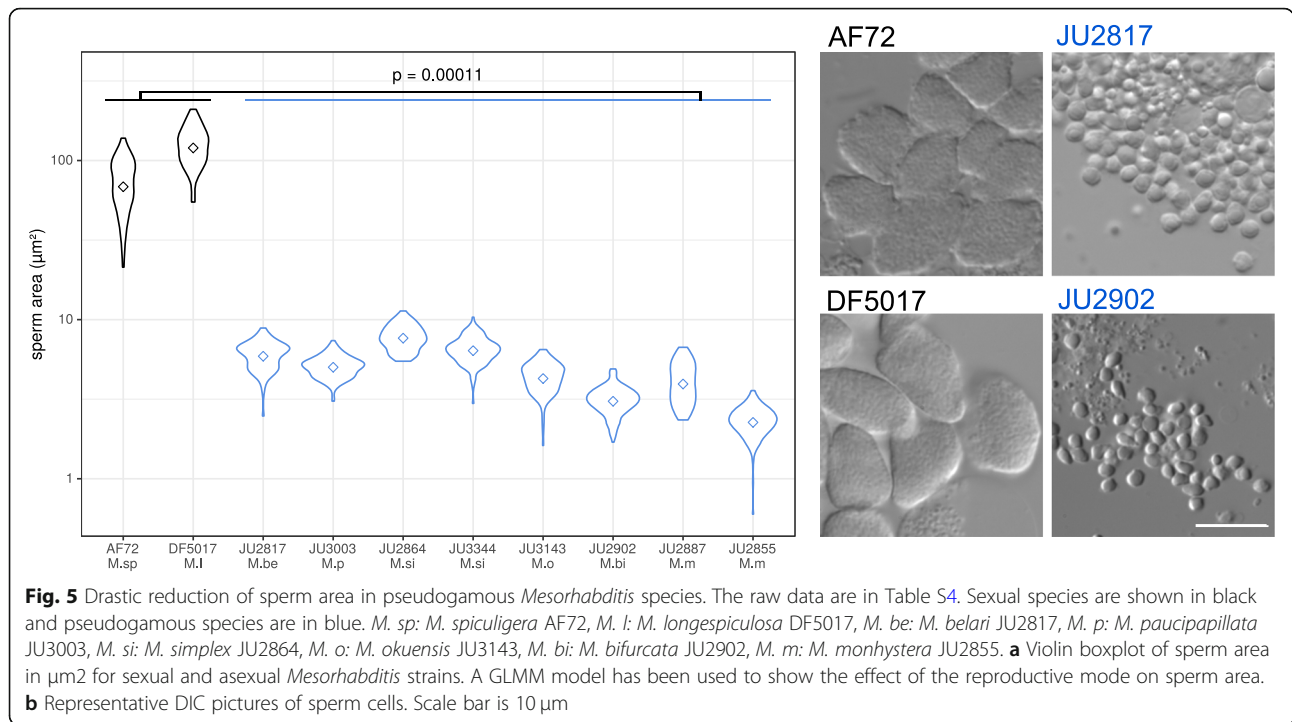 p = 0.00011
sperm area (µm²)
100
10
1
AF72
M.sp
DF5017
M.l
JU2817
M.be
JU3003
M.p
JU2864
M.si
JU3344
M.si
JU3143
M.o
JU2902
M.bi
JU2887
M.m
JU2855
M.m
AF72
JU2817
DF5017
JU2902
Fig. 5 Drastic reduction of sperm area in pseudogamous Mesorhabditis species. The raw data are in Table S4. Sexual species are shown in black
and pseudogamous species are in blue. M. sp: M. spiculigera AF72, M. l: M. longespiculosa DF5017, M. be: M. belari JU2817, M. p: M. paucipapillata
JU3003, M. si: M. simplex JU2864, M. o: M. okuensis JU3143, M. bi: M. bifurcata JU2902, M. m: M. monhystera JU2855. a Violin boxplot of sperm area
in µm2 for sexual and asexual Mesorhabditis strains. A GLMM model has been used to show the effect of the reproductive mode on sperm area.
b Representative DIC pictures of sperm cells. Scale bar is 10 µm